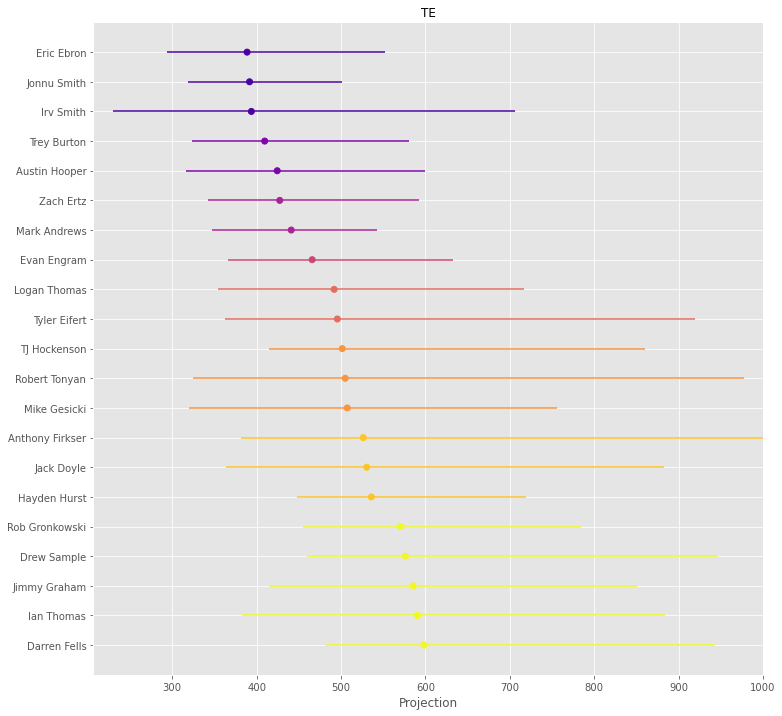 TE
Eric Ebron
Jonnu Smith
Irv Smith
Trey Burton
Austin Hooper
Zach Ertz
Mark Andrews
Evan Engram
Logan Thomas
Tyler Eifert
TJ Hockenson
Robert Tonyan
Mike Gesicki
Anthony Firkser
Jack Doyle
Hayden Hurst
Rob Gronkowski
Drew Sample
Jimmy Graham
Ian Thomas
Darren Fells
300 400 500 600 700 800 900 1000
Projection